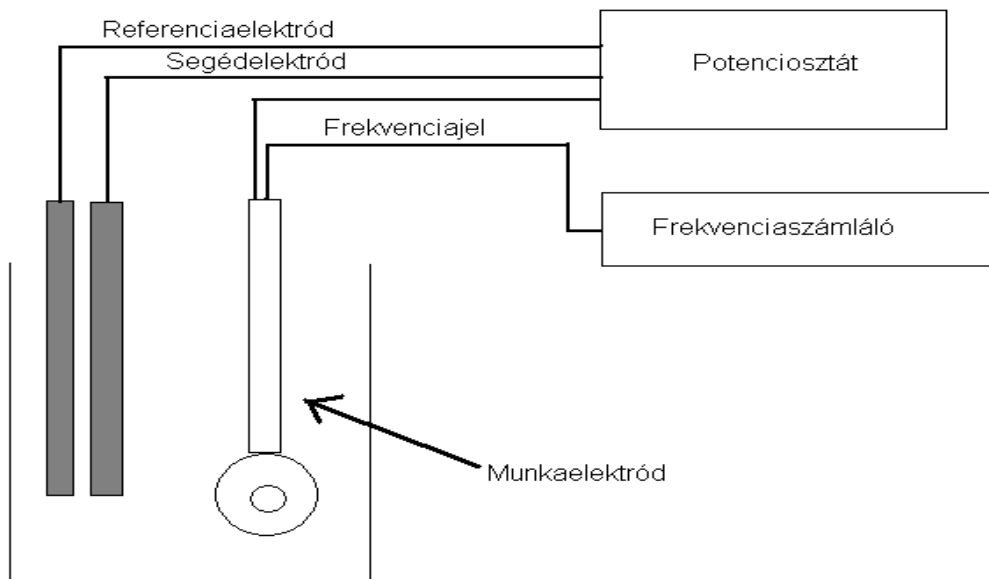 Referenciaelektród
Segédelektród
Potenciosztát
Frekvenciajel
Frekvenciaszámláló
Munkaelektród